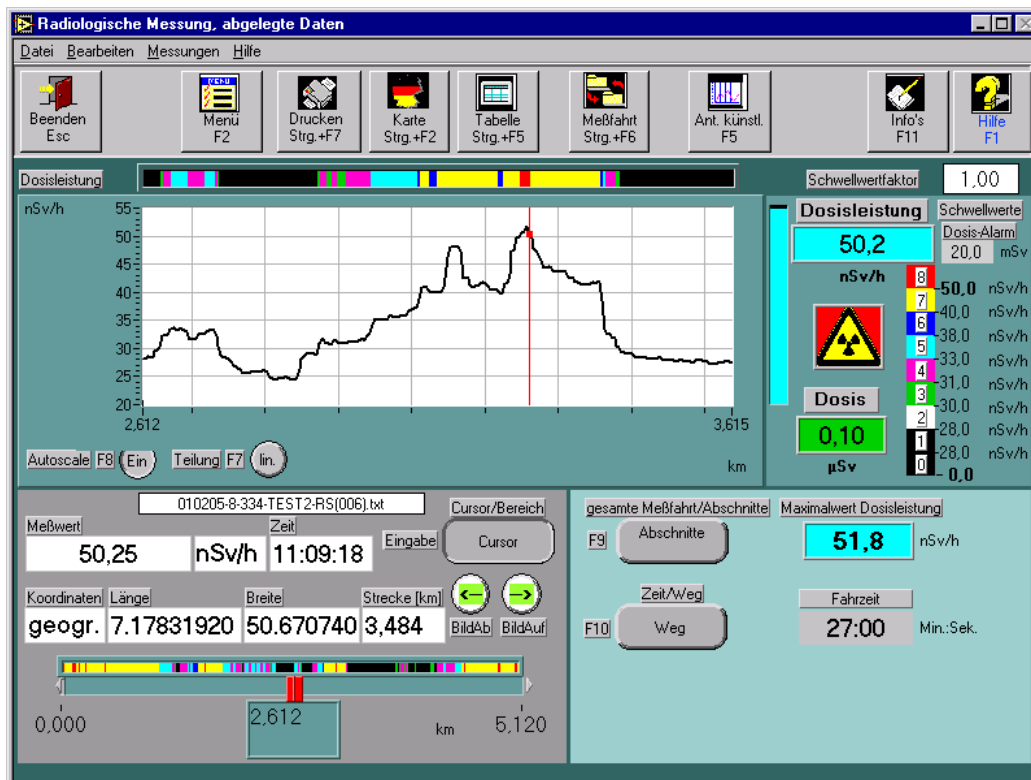 Radiologische Messung, abgelegte Daten
Datei Bearbeiten Messungen Hilfe
MENU
Beenden Esc
Menü F2
Drucken Strg.+F7
Karte Strg.+F2
Tabelle Strg.+F5
Meßfahrt Strg.+F6
Ant. künstl. F5
Info's F11
Hilfe F1
Dosisleistung
Schwellwertfaktor 1,00
nSv/h
55
50
45
40
35
30
25
20
2,612 3,615
km
Autoscale F8 Ein Teilung F7 lin.
Dosisleistung
50,2
nSv/h
Dosis
0,10
µSv
Schwellwerte
Dosis-Alarm
20,0 mSv
8
50,0 nSv/h
7
40,0 nSv/h
6
38,0 nSv/h
5
33,0 nSv/h
4
31,0 nSv/h
3
30,0 nSv/h
2
28,0 nSv/h
1
28,0 nSv/h
0
0,0
010205-8-334-TEST2-RS(006).txt
Cursor/Bereich
Meßwert Zeit
50,25 nSv/h 11:09:18
Eingabe Cursor
Koordinaten Länge Breite Strecke [km]
geogr. 7.17831920 50.670740 3,484
<-- -->
BildAb BildAuf
0,000 2,612 km 5,120
gesamte Meßfahrt/Abschnitte
F9 Abschnitte
Zeit/Weg
F10 Weg
Maximalwert Dosisleistung
51,8 nSv/h
Fahrzeit
27:00 Min.:Sek.